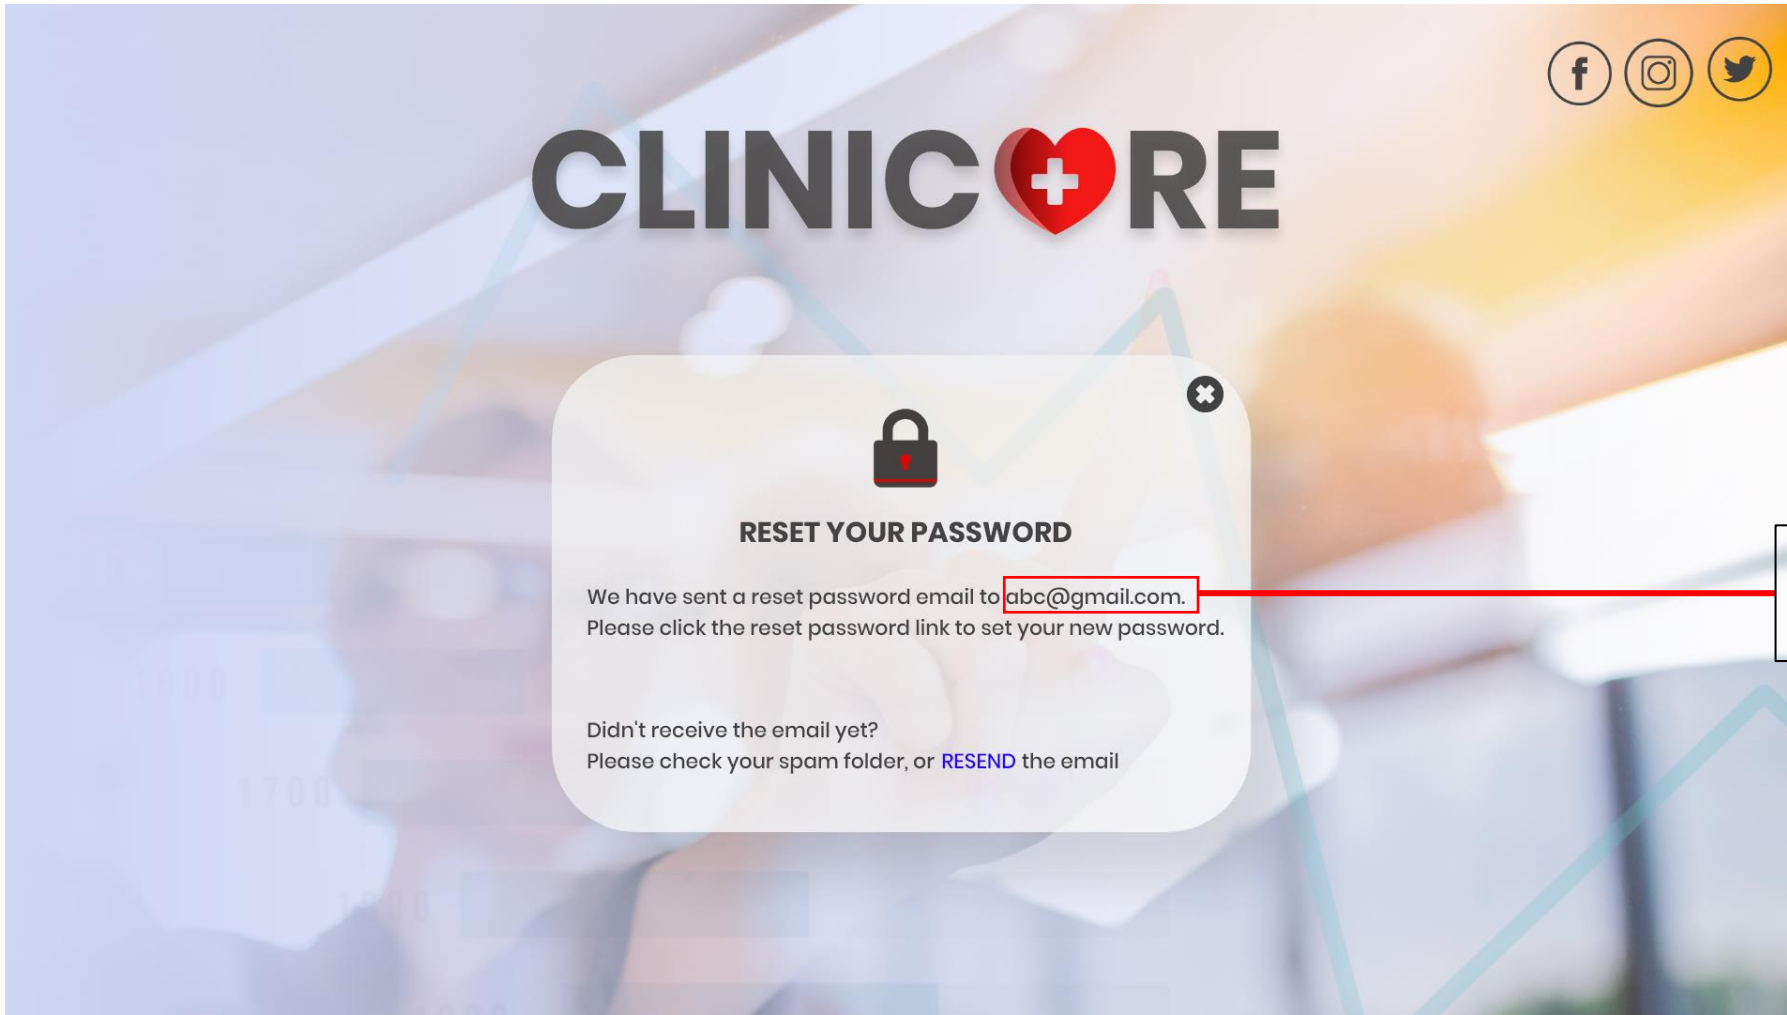 CLINICRE
RESET YOUR PASSWORD
We have sent a reset password email to abc@gmail.com.
Please click the reset password link to set your new password.
Didn't receive the email yet?
Please check your spam folder, or RESEND the email
1700